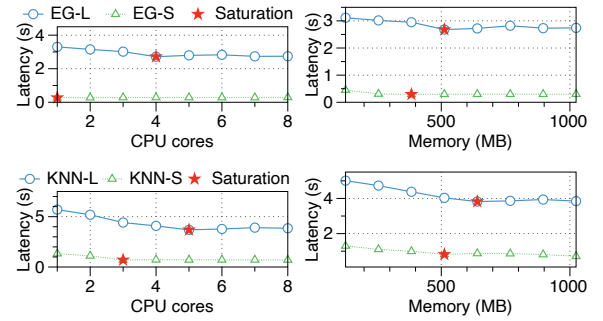 EG-L EG-S Saturation
Latency (s)
4
2
0
2 4 6 8
CPU cores
Latency (s)
3
2
1
0
500 1000
Memory (MB)
KNN-L KNN-S Saturation
Latency (s)
5
0
2 4 6 8
CPU cores
Latency (s)
4
2
500 1000
Memory (MB)